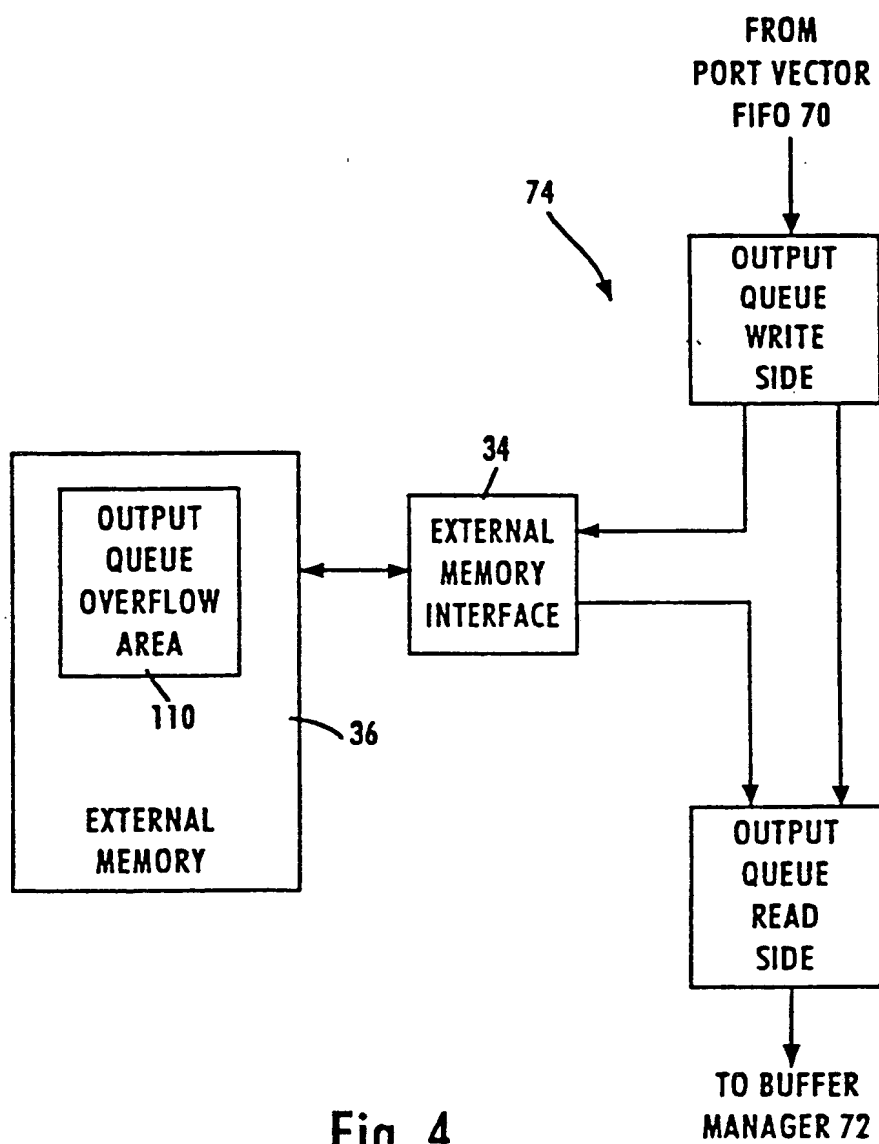 FROM
PORT VECTOR
FIFO 70
74
OUTPUT
QUEUE
WRITE
SIDE
34
EXTERNAL
MEMORY
INTERFACE
OUTPUT
QUEUE
OVERFLOW
AREA
110
36
EXTERNAL
MEMORY
OUTPUT
QUEUE
READ
SIDE
TO BUFFER
MANAGER 72
Fig. 4